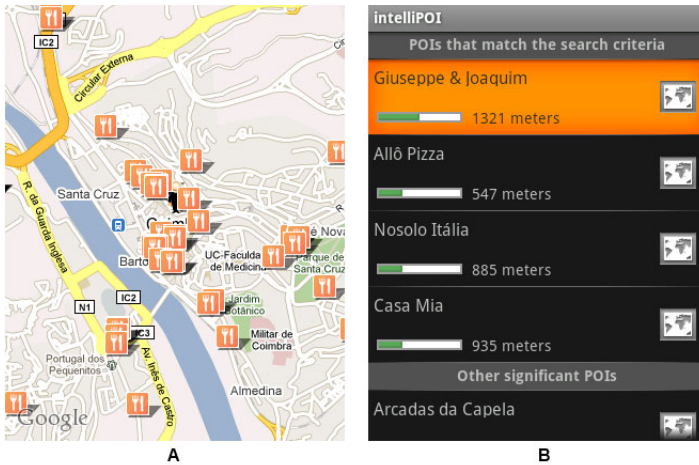 IC2
Circular Externa
Santa Cruz
R. da Guarda Inglesa
Barto
UC-Faculda
de Medicina
é Nova
Parque de
Santa Cruz
IC2
N1
IC3
Jardim
Botânico
Militar de
Coimbra
Portugal dos
Pequenitos
Av. Inês de Castro
Almedina
Google
A
intelliPOI
POIs that match the search criteria
Giuseppe & Joaquim
1321 meters
Allô Pizza
547 meters
Nosolo Itália
885 meters
Casa Mia
935 meters
Other significant POIs
Arcadas da Capela
B